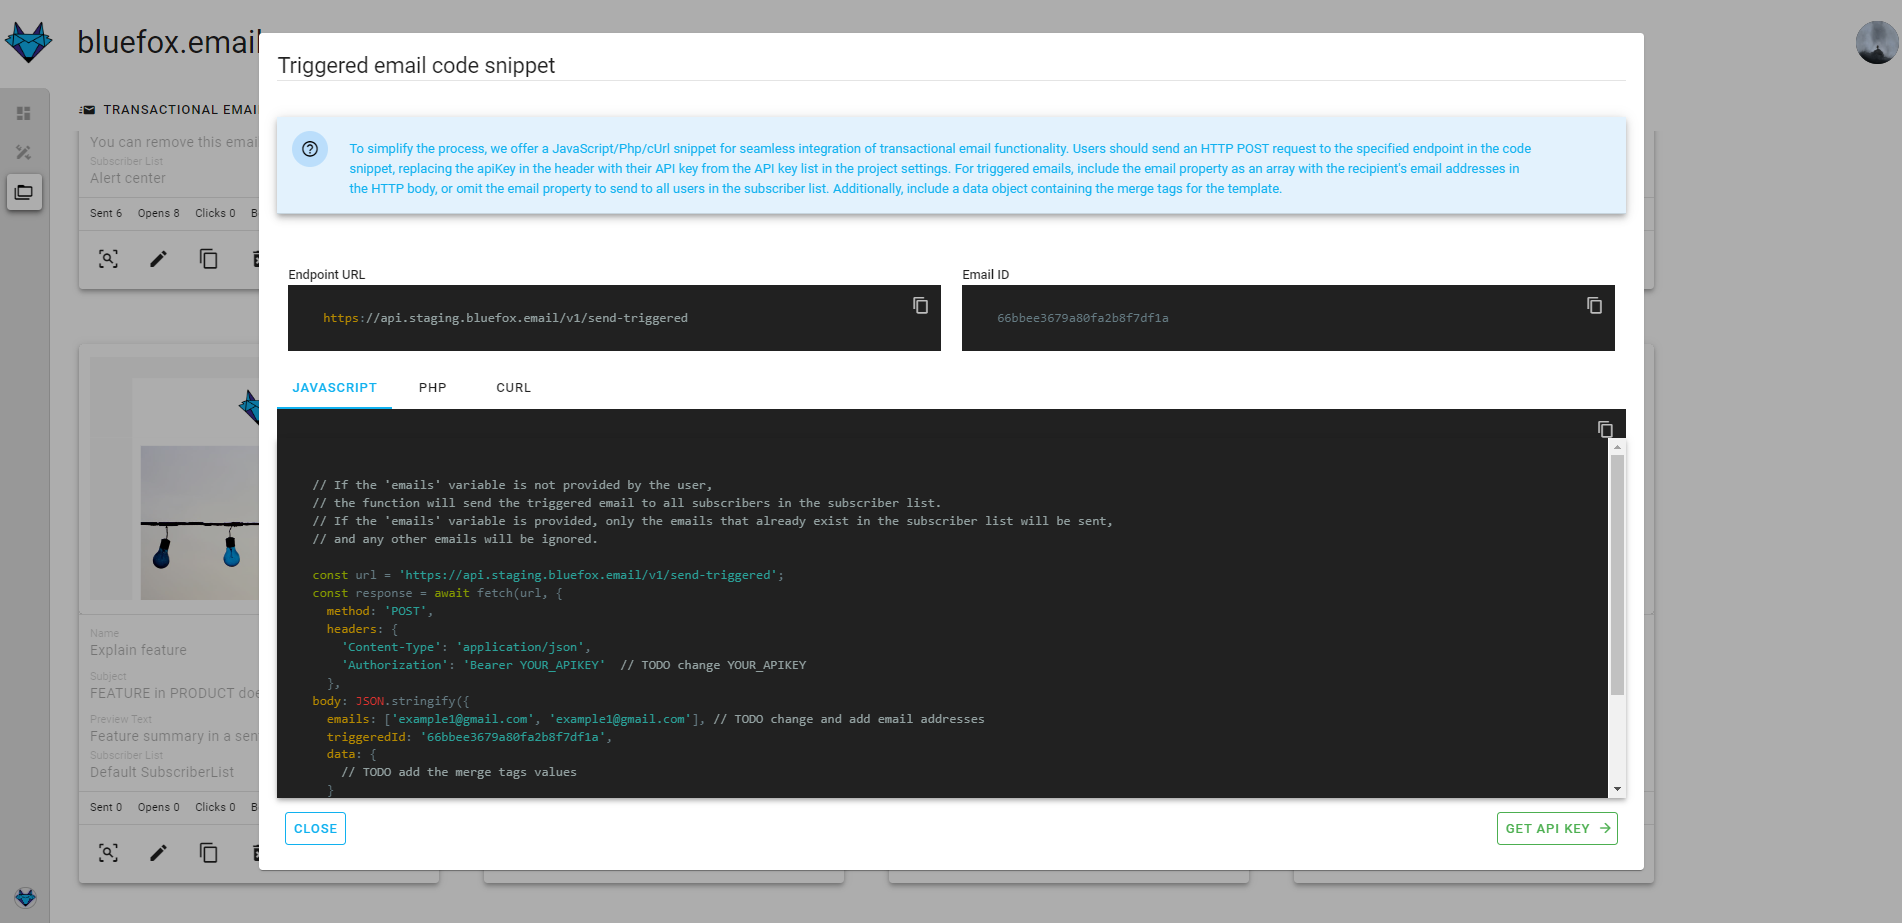 bluefox.email
Triggered email code snippet
TRANSACTIONAL EMAI
You can remove this emai
Subscriber List
Alert center
Sent 6 Opens 8 Clicks 0 B
To simplify the process, we offer a JavaScript/Php/cUrl snippet for seamless integration of transactional email functionality. Users should send an HTTP POST request to the specified endpoint in the code
snippet, replacing the apiKey in the header with their API key from the API key list in the project settings. For triggered emails, include the email property as an array with the recipient's email addresses in
the HTTP body, or omit the email property to send to all users in the subscriber list. Additionally, include a data object containing the merge tags for the template.
Endpoint URL
https://api.staging.bluefox.email/v1/send-triggered
Email ID
66bbee3679a80fa2b8f7df1a
JAVASCRIPT PHP CURL
// If the 'emails' variable is not provided by the user,
// the function will send the triggered email to all subscribers in the subscriber list.
// If the 'emails' variable is provided, only the emails that already exist in the subscriber list will be sent,
// and any other emails will be ignored.
const url = 'https://api.staging.bluefox.email/v1/send-triggered';
const response = await fetch(url, {
method: 'POST',
headers: {
'Content-Type': 'application/json',
'Authorization': 'Bearer YOUR_APIKEY' // TODO change YOUR_APIKEY
},
body: JSON.stringify({
emails: ['example1@gmail.com', 'example1@gmail.com'], // TODO change and add email addresses
triggeredId: '66bbee3679a80fa2b8f7df1a',
data: {
// TODO add the merge tags values
}
Name
Explain feature
Subject
FEATURE in PRODUCT doe
Preview Text
Feature summary in a sen
Subscriber List
Default SubscriberList
Sent 0 Opens 0 Clicks 0 B
CLOSE
GET API KEY